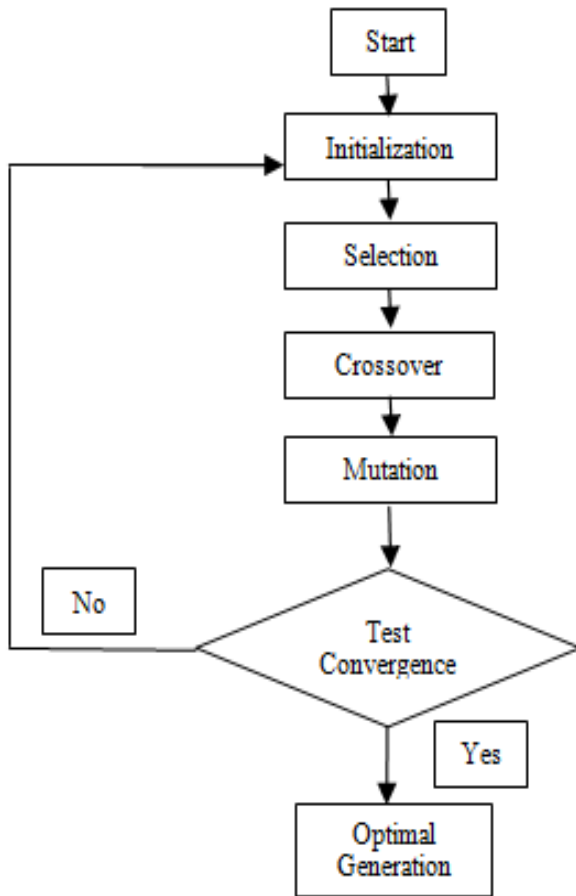 Start
Initialization
Selection
Crossover
Mutation
No
Test
Convergence
Yes
Optimal
Generation